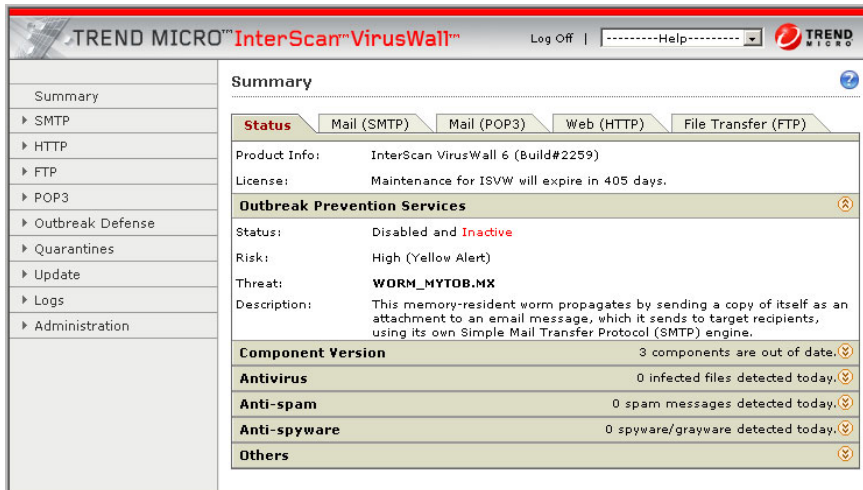 TREND MICRO™ InterScan™ VirusWall™
Log Off | ---------Help---------
TREND MICRO
Summary
SMTP
HTTP
FTP
POP3
Outbreak Defense
Quarantines
Update
Logs
Administration
Summary
?
Status
Mail (SMTP)
Mail (POP3)
Web (HTTP)
File Transfer (FTP)
Product Info: InterScan VirusWall 6 (Build#2259)
License: Maintenance for ISVW will expire in 405 days.
Outbreak Prevention Services
Status: Disabled and Inactive
Risk: High (Yellow Alert)
Threat: WORM_MYTOB.MX
Description: This memory-resident worm propagates by sending a copy of itself as an
attachment to an email message, which it sends to target recipients,
using its own Simple Mail Transfer Protocol (SMTP) engine.
Component Version 3 components are out of date.
Antivirus 0 infected files detected today.
Anti-spam 0 spam messages detected today.
Anti-spyware 0 spyware/grayware detected today.
Others